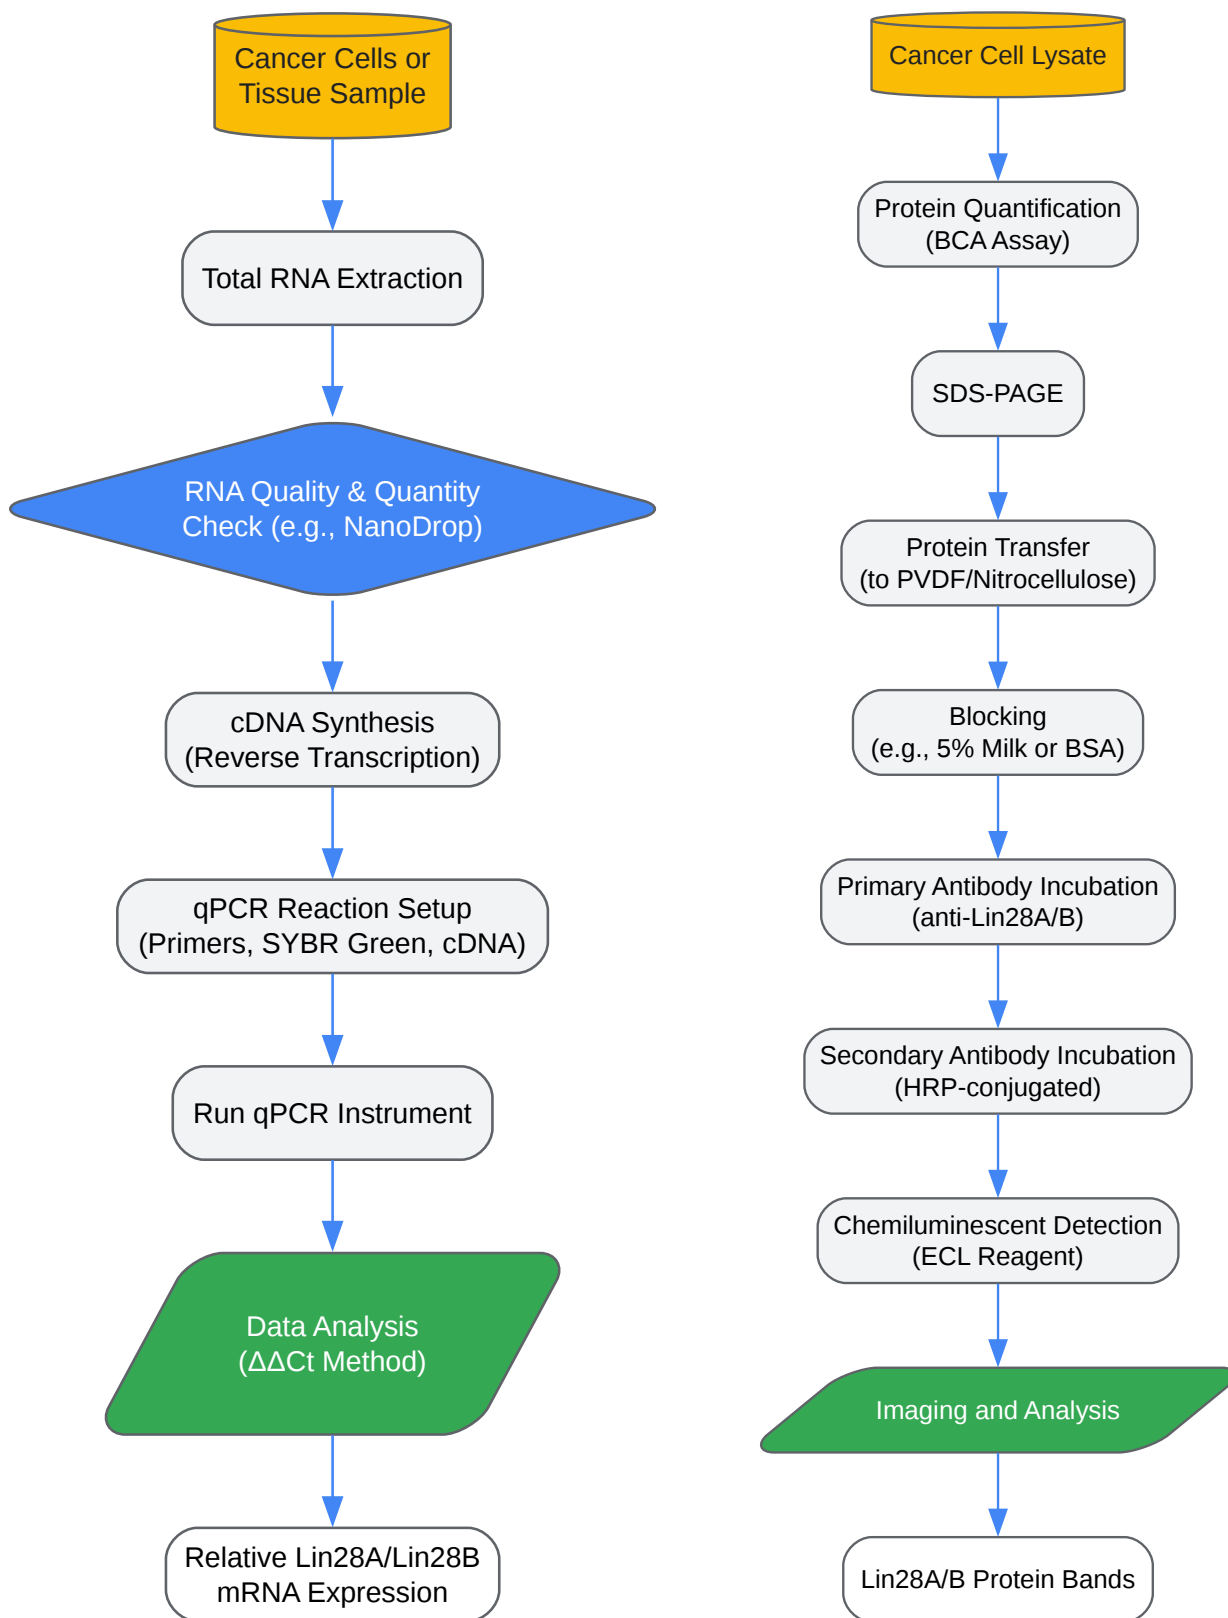 Cancer Cells or
Tissue Sample
Total RNA Extraction
RNA Quality & Quantity
Check (e.g., NanoDrop)
cDNA Synthesis
(Reverse Transcription)
qPCR Reaction Setup
(Primers, SYBR Green, cDNA)
Run qPCR Instrument
Data Analysis
(ΔΔCt Method)
Relative Lin28A/Lin28B
mRNA Expression
Cancer Cell Lysate
Protein Quantification
(BCA Assay)
SDS-PAGE
Protein Transfer
(to PVDF/Nitrocellulose)
Blocking
(e.g., 5% Milk or BSA)
Primary Antibody Incubation
(anti-Lin28A/B)
Secondary Antibody Incubation
(HRP-conjugated)
Chemiluminescent Detection
(ECL Reagent)
Imaging and Analysis
Lin28A/B Protein Bands